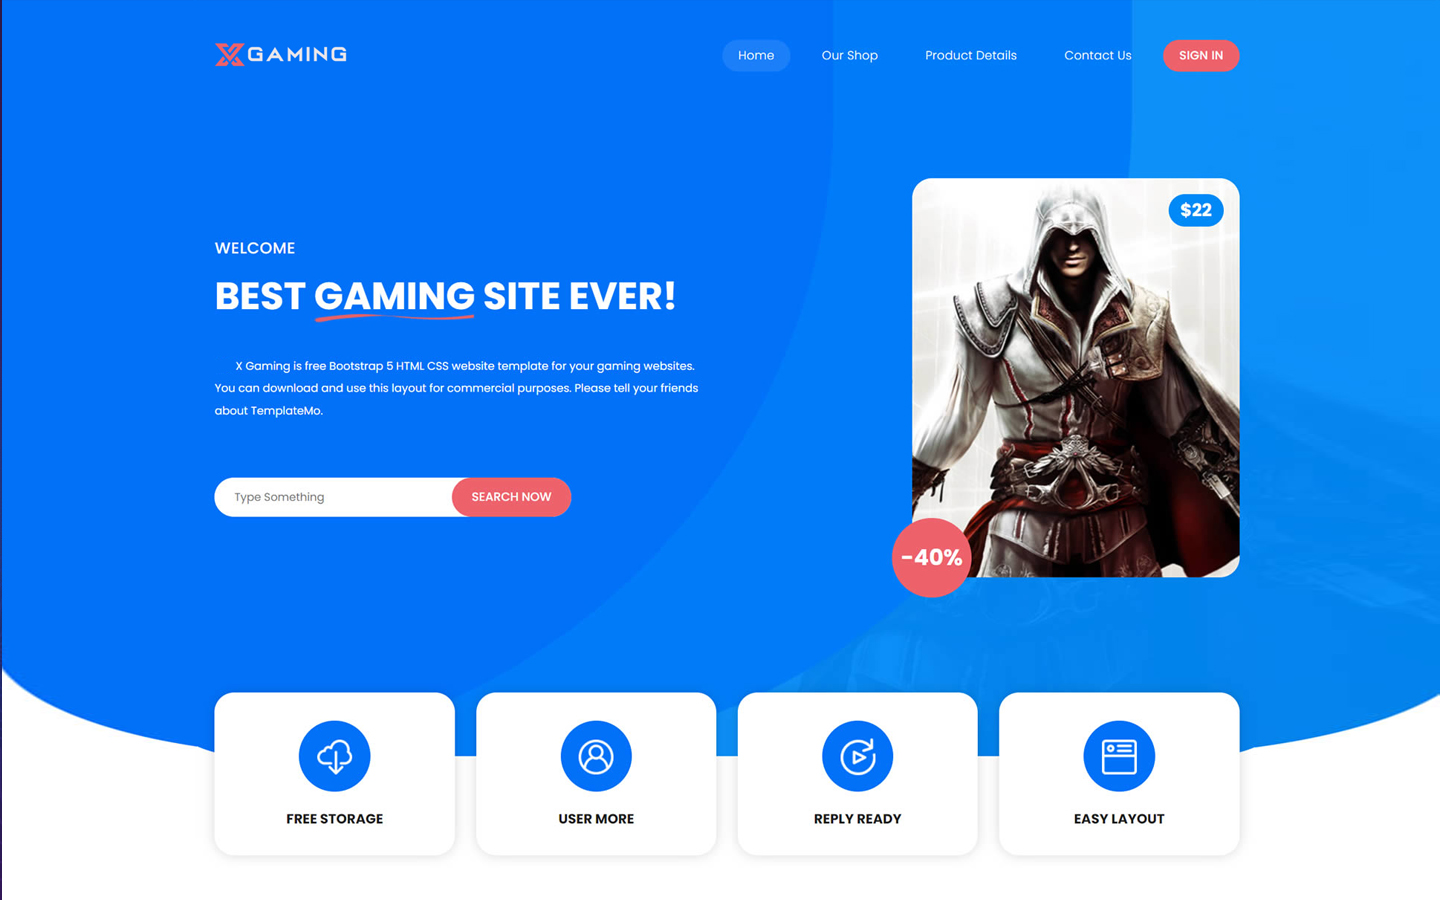 X GAMING
Home
Our Shop
Product Details
Contact Us
SIGN IN
WELCOME
BEST GAMING SITE EVER!
X Gaming is free Bootstrap 5 HTML CSS website template for your gaming websites.
You can download and use this layout for commercial purposes. Please tell your friends
about TemplateMo.
Type Something
SEARCH NOW
$22
-40%
FREE STORAGE
USER MORE
REPLY READY
EASY LAYOUT